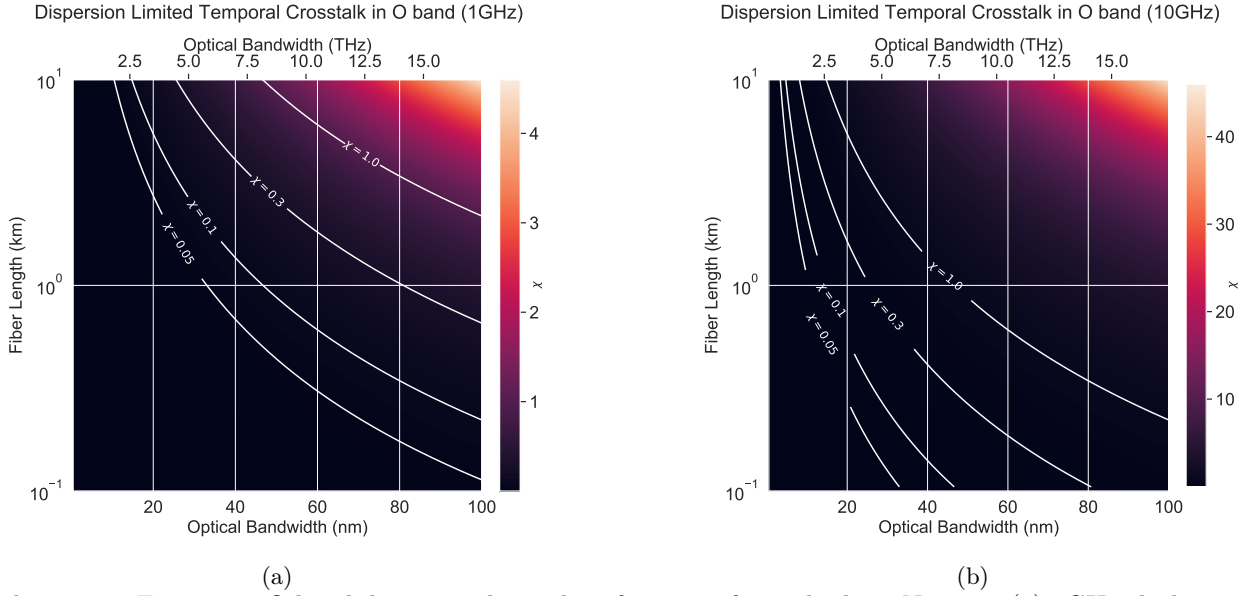 Dispersion Limited Temporal Crosstalk in O band (1GHz)
Optical Bandwidth (THz)
2.5 5.0 7.5 10.0 12.5 15.0
10^1
10^0
10^−1
Fiber Length (km)
χ = 1.0
χ = 0.3
χ = 0.1
χ = 0.05
20 40 60 80 100
Optical Bandwidth (nm)
4
3
2
1
χ
(a)
Dispersion Limited Temporal Crosstalk in O band (10GHz)
Optical Bandwidth (THz)
2.5 5.0 7.5 10.0 12.5 15.0
10^1
10^0
10^−1
Fiber Length (km)
χ = 1.0
χ = 0.1
χ = 0.3
χ = 0.05
20 40 60 80 100
Optical Bandwidth (nm)
40
30
20
10
χ
(b)